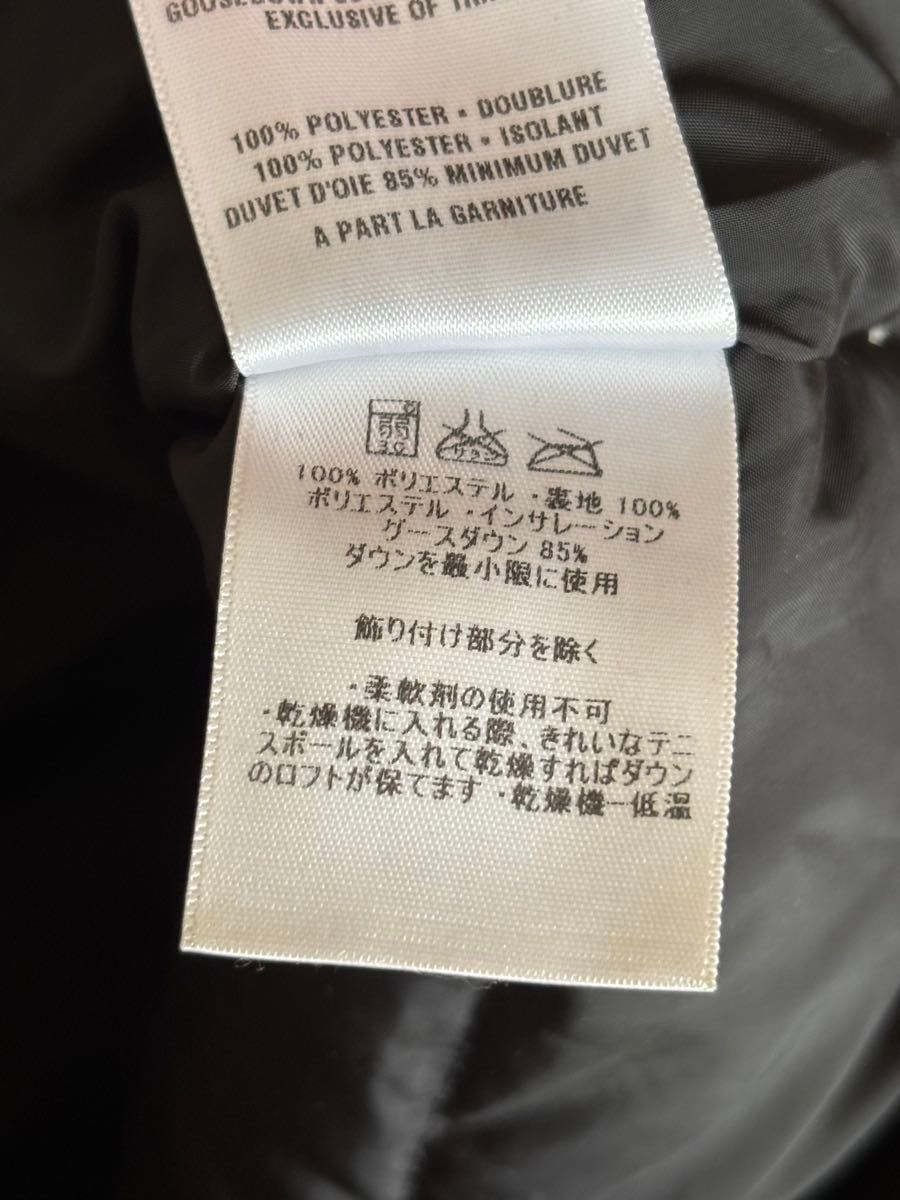 EXCLUSIVE OF
100% POLYESTER • DOUBLURE
100% POLYESTER • ISOLANT
DUVET D'OIE 85% MINIMUM DUVET
A PART LA GARNITURE
弱
30
サラシ
100% ポリエステル ・裏地 100%
ポリエステル ・インサレーション
グースダウン 85%
ダウンを最小限に使用
飾り付け部分を除く
・柔軟剤の使用不可
・乾燥機に入れる際、きれいなテニ
スボールを入れて乾燥すればダウン
のロフトが保てます ・乾燥機ー低温